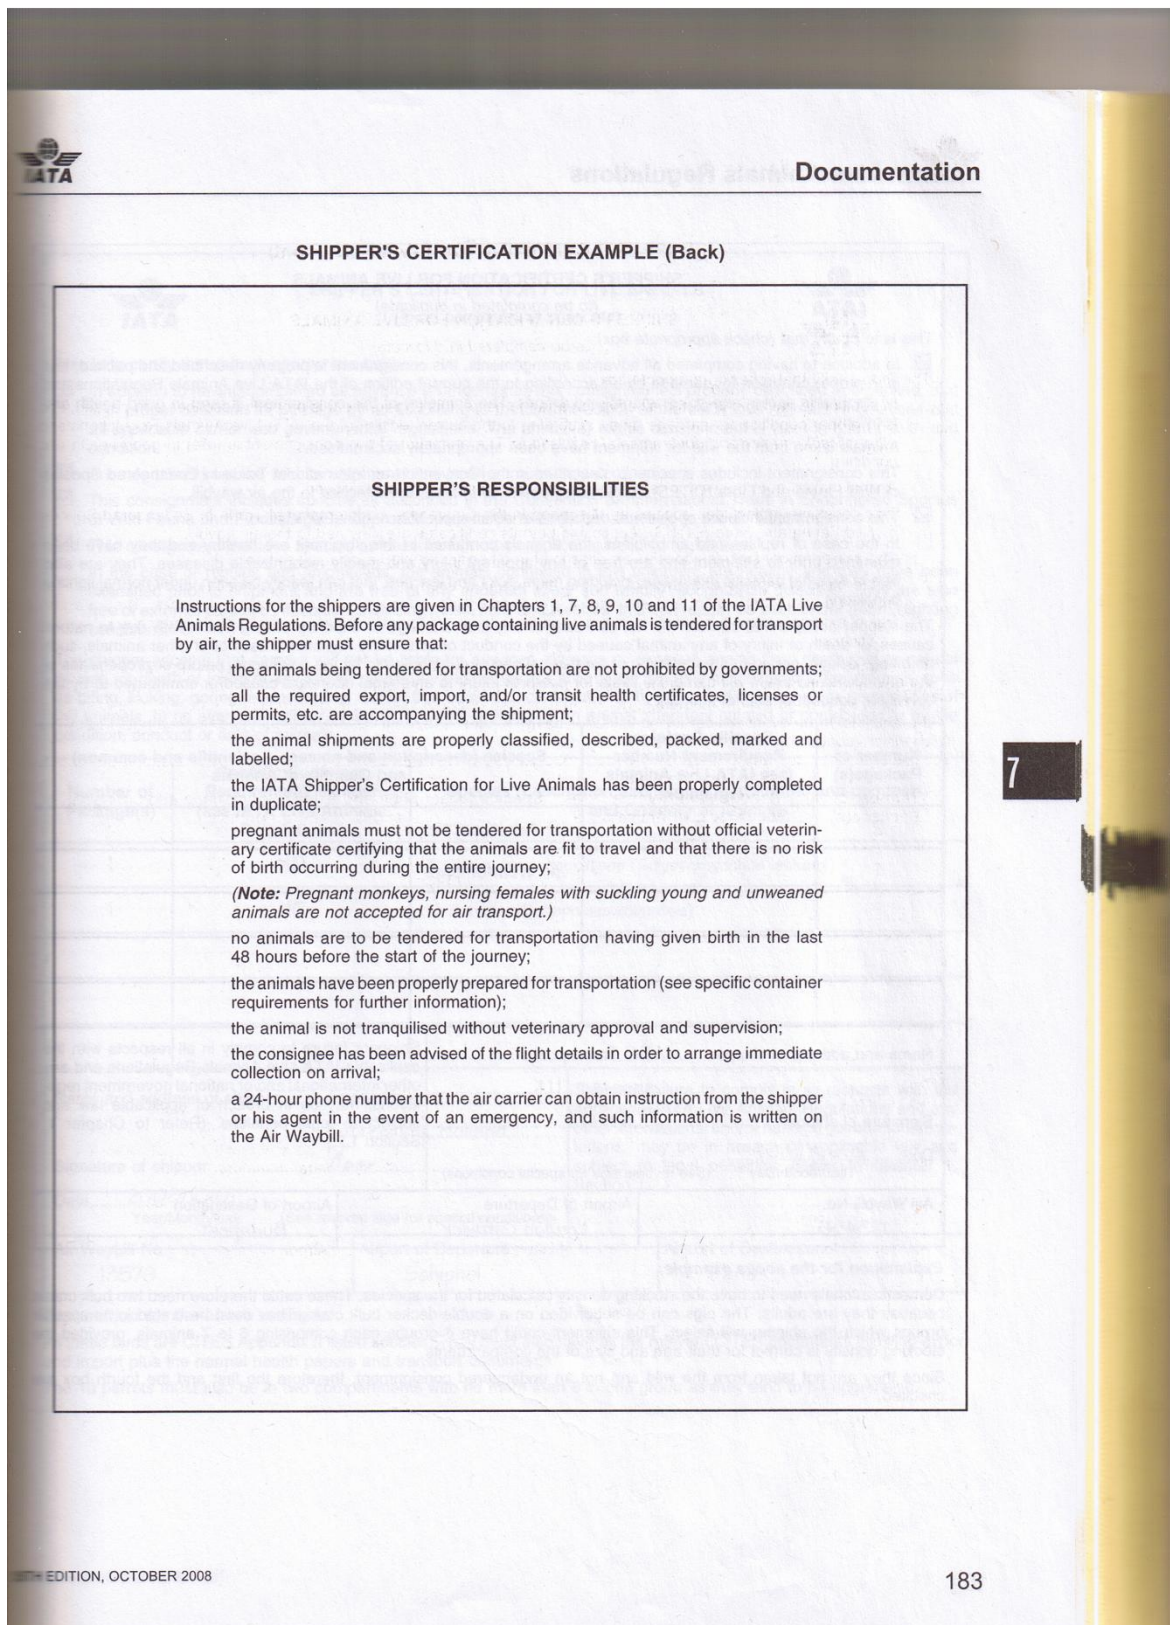 IATA
Documentation
SHIPPER'S CERTIFICATION EXAMPLE (Back)
SHIPPER'S RESPONSIBILITIES
Instructions for the shippers are given in Chapters 1, 7, 8, 9, 10 and 11 of the IATA Live
Animals Regulations. Before any package containing live animals is tendered for transport
by air, the shipper must ensure that:
the animals being tendered for transportation are not prohibited by governments;
all the required export, import, and/or transit health certificates, licenses or
permits, etc. are accompanying the shipment;
the animal shipments are properly classified, described, packed, marked and
labelled;
the IATA Shipper's Certification for Live Animals has been properly completed
in duplicate;
pregnant animals must not be tendered for transportation without official veterin-
ary certificate certifying that the animals are fit to travel and that there is no risk
of birth occurring during the entire journey;
(Note: Pregnant monkeys, nursing females with suckling young and unweaned
animals are not accepted for air transport.)
no animals are to be tendered for transportation having given birth in the last
48 hours before the start of the journey;
the animals have been properly prepared for transportation (see specific container
requirements for further information);
the animal is not tranquilised without veterinary approval and supervision;
the consignee has been advised of the flight details in order to arrange immediate
collection on arrival;
a 24-hour phone number that the air carrier can obtain instruction from the shipper
or his agent in the event of an emergency, and such information is written on
the Air Waybill.
7
EDITION, OCTOBER 2008
183